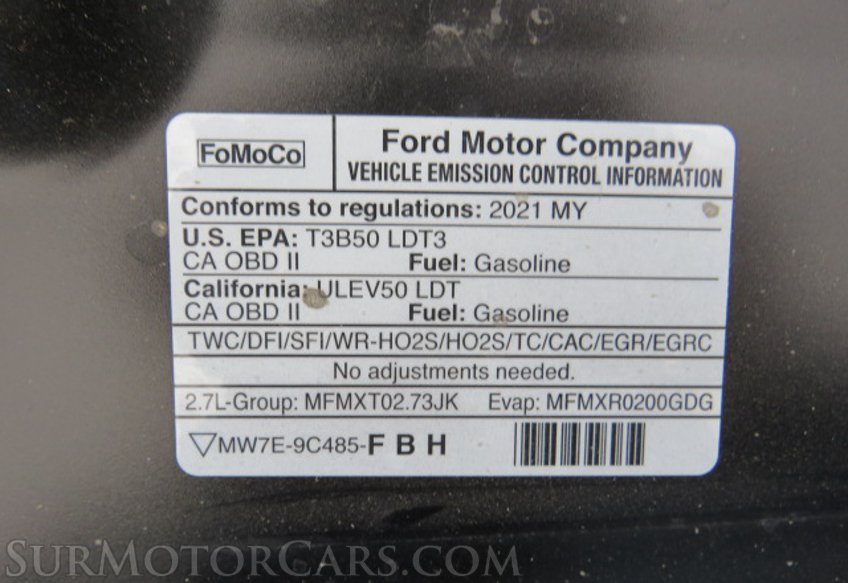 FoMoCo
Ford Motor Company
VEHICLE EMISSION CONTROL INFORMATION
Conforms to regulations: 2021 MY
U.S. EPA: T3B50 LDT3
CA OBD II Fuel: Gasoline
California: ULEV50 LDT
CA OBD II Fuel: Gasoline
TWC/DFI/SFI/WR-HO2S/HO2S/TC/CAC/EGR/EGRC
No adjustments needed.
2.7L-Group: MFMXT02.73JK Evap: MFMXR0200GDG
MW7E-9C485-F B H
SURMOTORCARS.COM